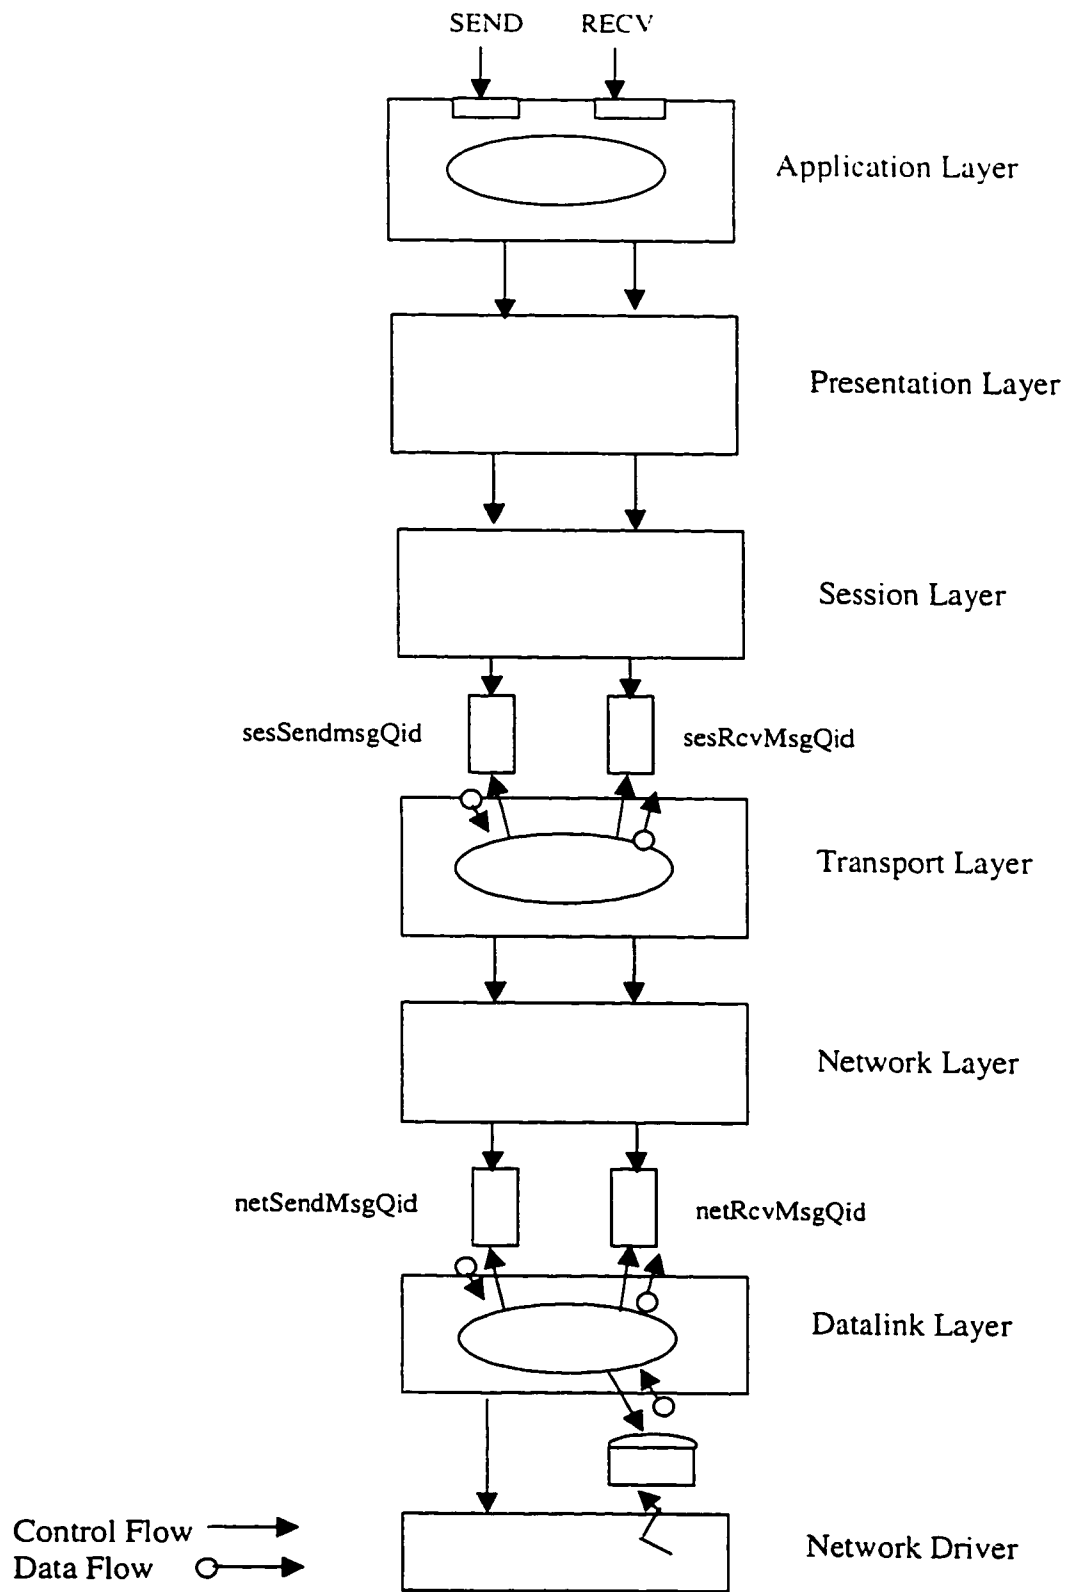 SEND RECV
Application Layer
Presentation Layer
Session Layer
sesSendmsgQid
sesRcvMsgQid
Transport Layer
Network Layer
netSendMsgQid
netRcvMsgQid
Datalink Layer
Control Flow
Data Flow
Network Driver